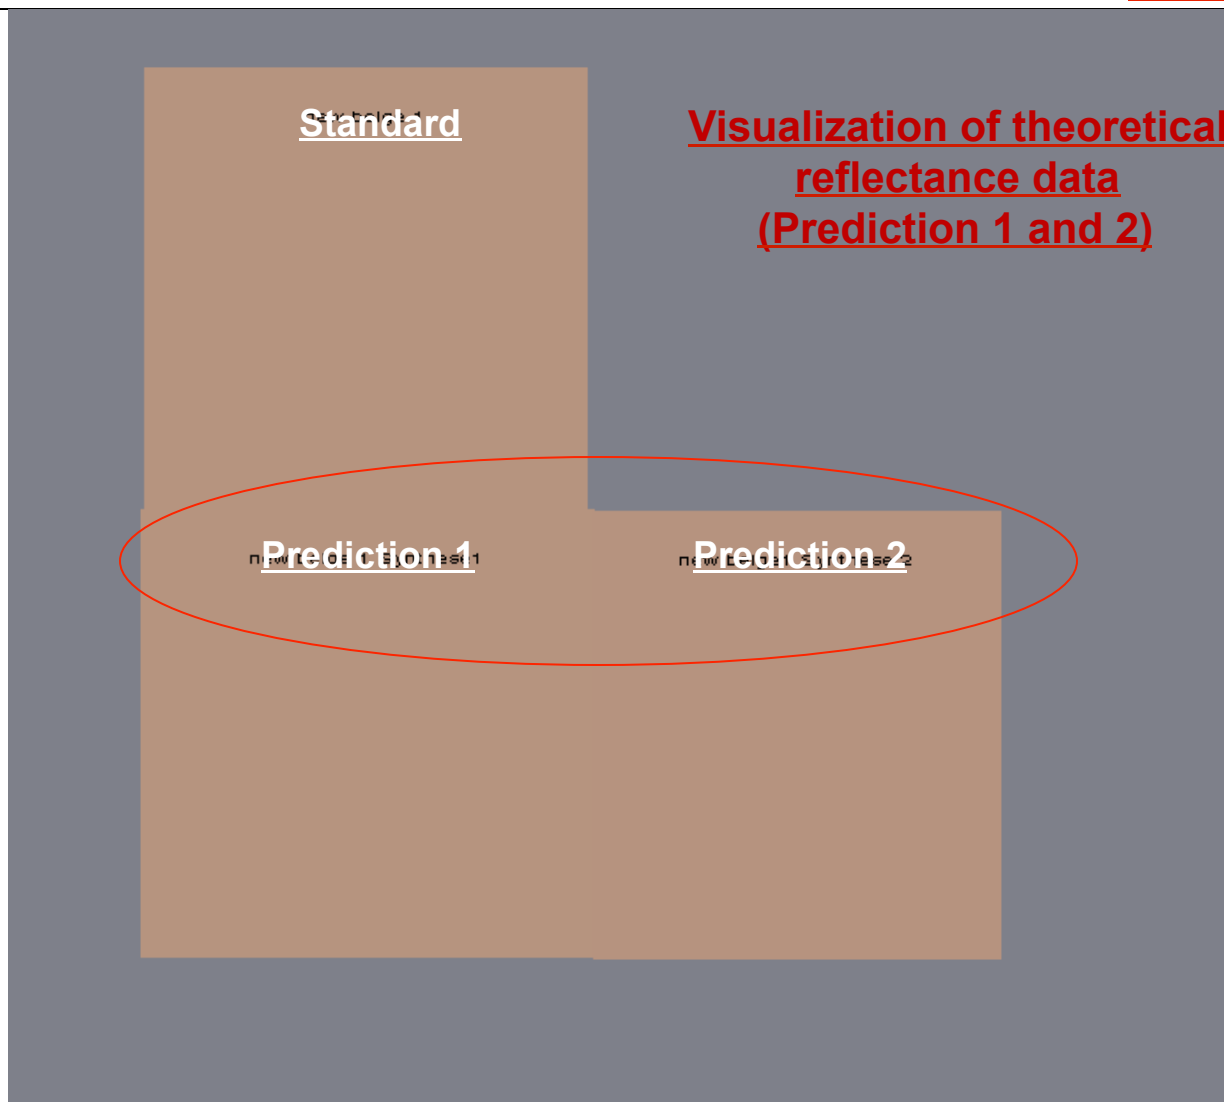 Standard
Visualization of theoretical
reflectance data
(Prediction 1 and 2)
Prediction 1
Prediction 2